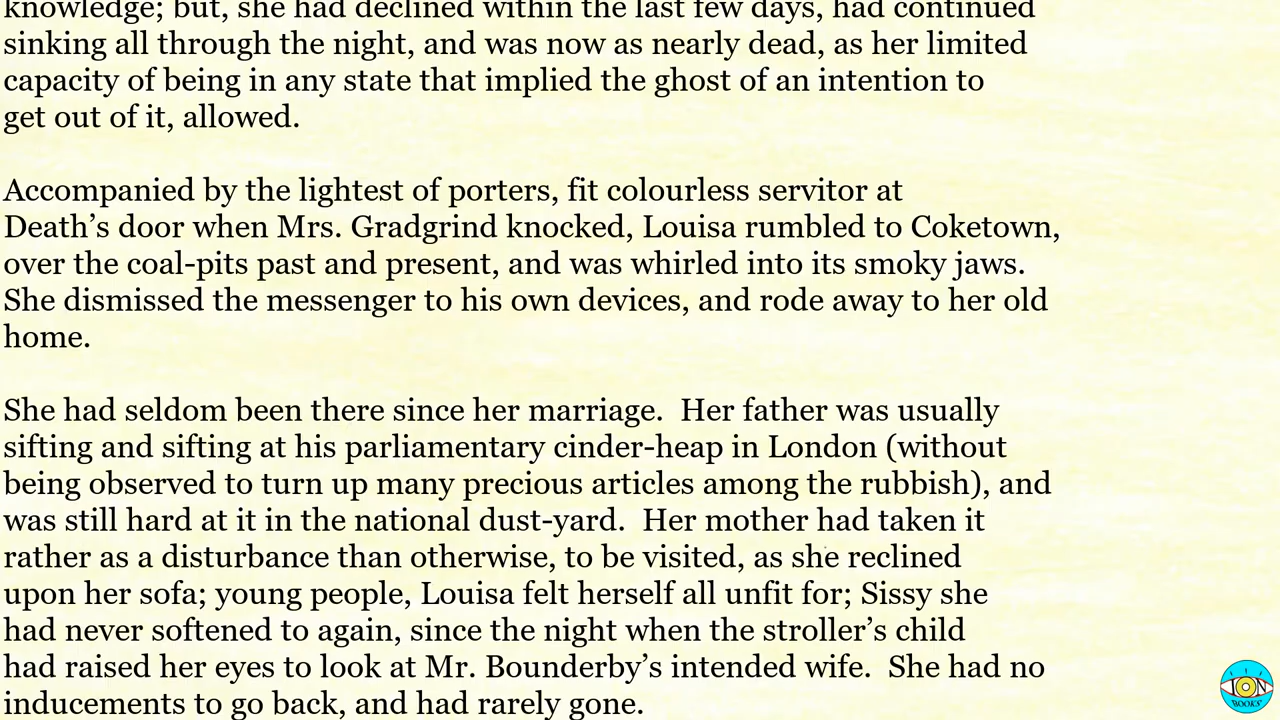 knowledge; but, she had declined within the last few days, had continued
sinking all through the night, and was now as nearly dead, as her limited
capacity of being in any state that implied the ghost of an intention to
get out of it, allowed.
Accompanied by the lightest of porters, fit colourless servitor at
Death’s door when Mrs. Gradgrind knocked, Louisa rumbled to Coketown,
over the coal-pits past and present, and was whirled into its smoky jaws.
She dismissed the messenger to his own devices, and rode away to her old
home.
She had seldom been there since her marriage.  Her father was usually
sifting and sifting at his parliamentary cinder-heap in London (without
being observed to turn up many precious articles among the rubbish), and
was still hard at it in the national dust-yard.  Her mother had taken it
rather as a disturbance than otherwise, to be visited, as she reclined
upon her sofa; young people, Louisa felt herself all unfit for; Sissy she
had never softened to again, since the night when the stroller’s child
had raised her eyes to look at Mr. Bounderby’s intended wife.  She had no
inducements to go back, and had rarely gone.
ION
BOOKS